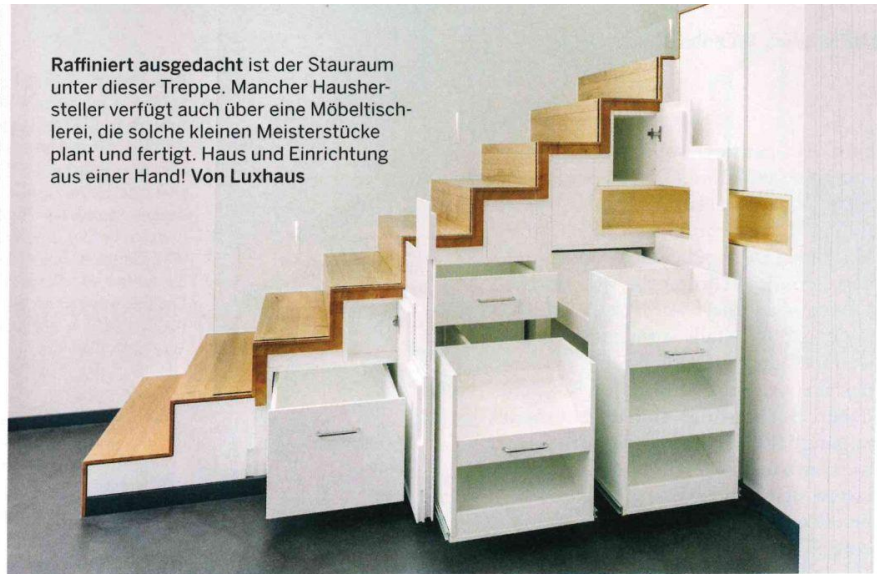 Raffiniert ausgedacht ist der Stauraum
unter dieser Treppe. Mancher Hausher-
steller verfügt auch über eine Möbeltisch-
lerei, die solche kleinen Meisterstücke
plant und fertigt. Haus und Einrichtung
aus einer Hand! Von Luxhaus